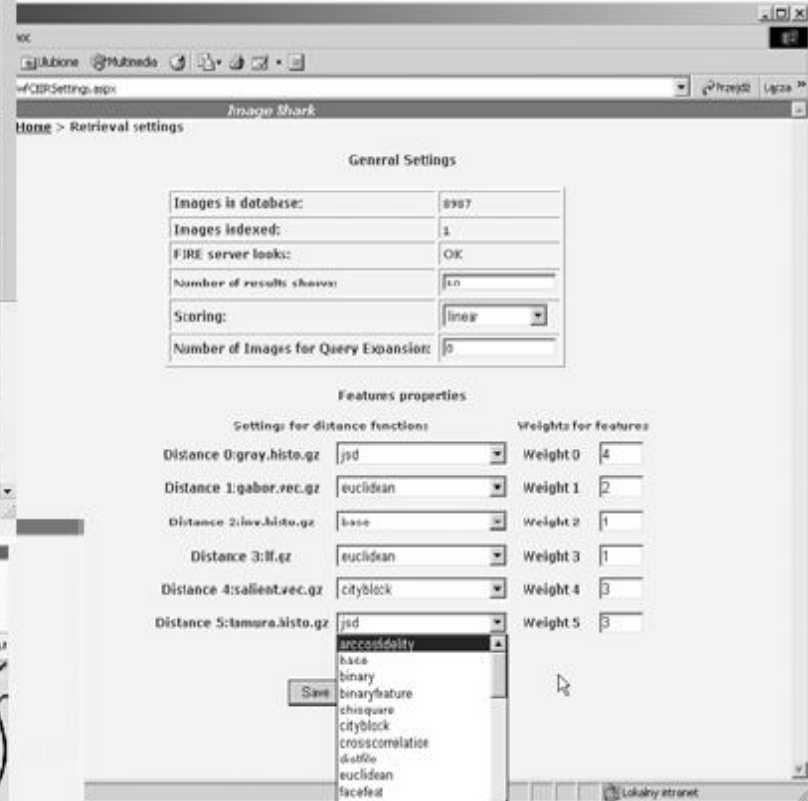 Ulubione Multimedia
wfCBIRSettings.aspx Przejdź Łącza »
Image Shark
Home > Retrieval settings
General Settings
Images in database: 8987
Images indexed: 1
FIRE server looks: OK
Number of results shown:
Scoring: linear
Number of Images for Query Expansion: 0
Features properties
Settings for distance functions Weights for features
Distance 0:gray.histo.gz jsd Weight 0 4
Distance 1:gabor.vec.gz euclidean Weight 1 2
Distance 2:inv.histo.gz base Weight 2 1
Distance 3:lf.gz euclidean Weight 3 1
Distance 4:salient.vec.gz cityblock Weight 4 3
Distance 5:tamura.histo.gz jsd Weight 5 3
arccosfidelity
base
binary
Save binaryfeature
chisquare
cityblock
crosscorrelation
distfile
euclidean
facefeat
Lokalny intranet